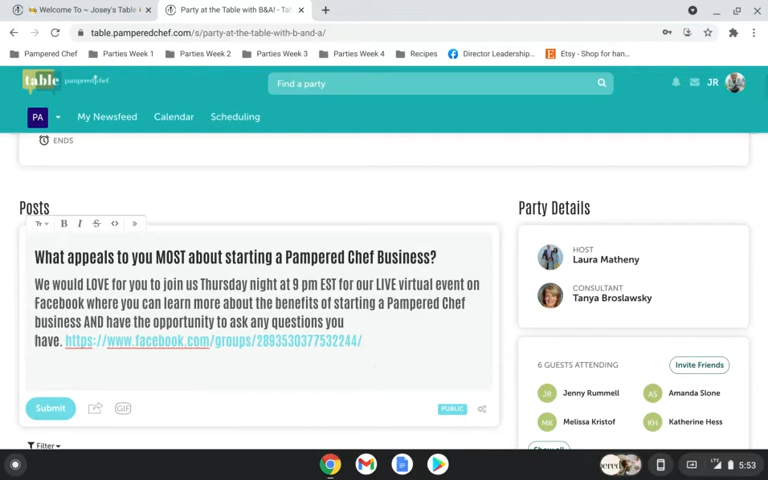 Welcome To ~ Josey's Table
Party at the Table with B&A! - Ta
table.pamperedchef.com/s/party-at-the-table-with-b-and-a/
Pampered Chef
Parties Week 1
Parties Week 2
Parties Week 3
Parties Week 4
Recipes
Director Leadership...
Etsy - Shop for han...
table
pampered chef
Find a party
JR
PA
My Newsfeed
Calendar
Scheduling
ENDS
Posts
Party Details
Tr B I S <> »
What appeals to you MOST about starting a Pampered Chef Business?
We would LOVE for you to join us Thursday night at 9 pm EST for our LIVE virtual event on
Facebook where you can learn more about the benefits of starting a Pampered Chef
business AND have the opportunity to ask any questions you
have. https://www.facebook.com/groups/2893530377532244/
HOST
Laura Matheny
CONSULTANT
Tanya Broslawsky
6 GUESTS ATTENDING
Invite Friends
JR Jenny Rummell
AS Amanda Slone
MK Melissa Kristof
KH Katherine Hess
Show all
Submit
GIF
PUBLIC
Filter
LTE
5:53